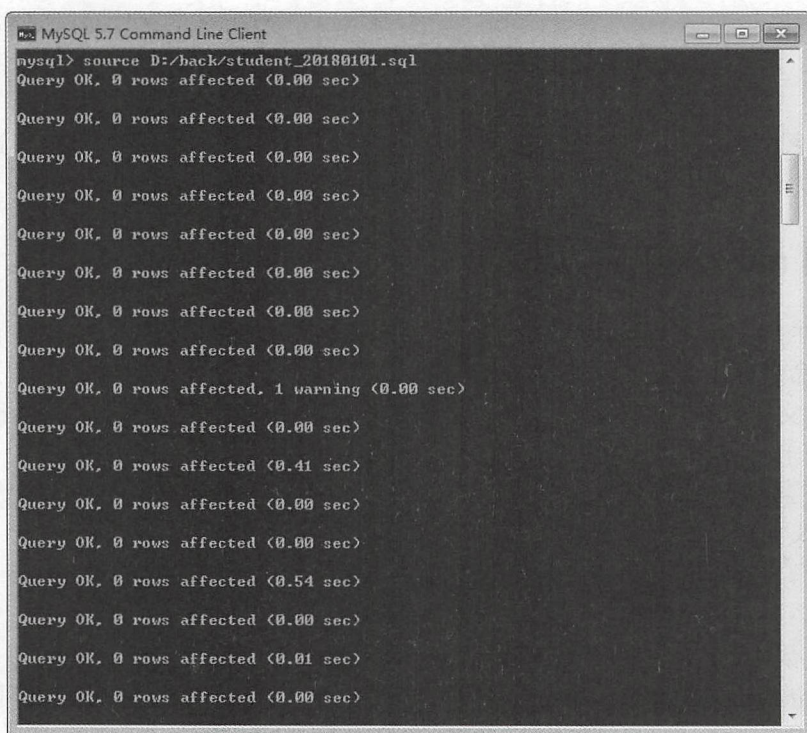 MySQL 5.7 Command Line Client
mysql> source D:/back/student_20180101.sql
Query OK, 0 rows affected (0.00 sec)
Query OK, 0 rows affected (0.00 sec)
Query OK, 0 rows affected (0.00 sec)
Query OK, 0 rows affected (0.00 sec)
Query OK, 0 rows affected (0.00 sec)
Query OK, 0 rows affected (0.00 sec)
Query OK, 0 rows affected (0.00 sec)
Query OK, 0 rows affected (0.00 sec)
Query OK, 0 rows affected, 1 warning (0.00 sec)
Query OK, 0 rows affected (0.00 sec)
Query OK, 0 rows affected (0.41 sec)
Query OK, 0 rows affected (0.00 sec)
Query OK, 0 rows affected (0.00 sec)
Query OK, 0 rows affected (0.54 sec)
Query OK, 0 rows affected (0.00 sec)
Query OK, 0 rows affected (0.01 sec)
Query OK, 0 rows affected (0.00 sec)